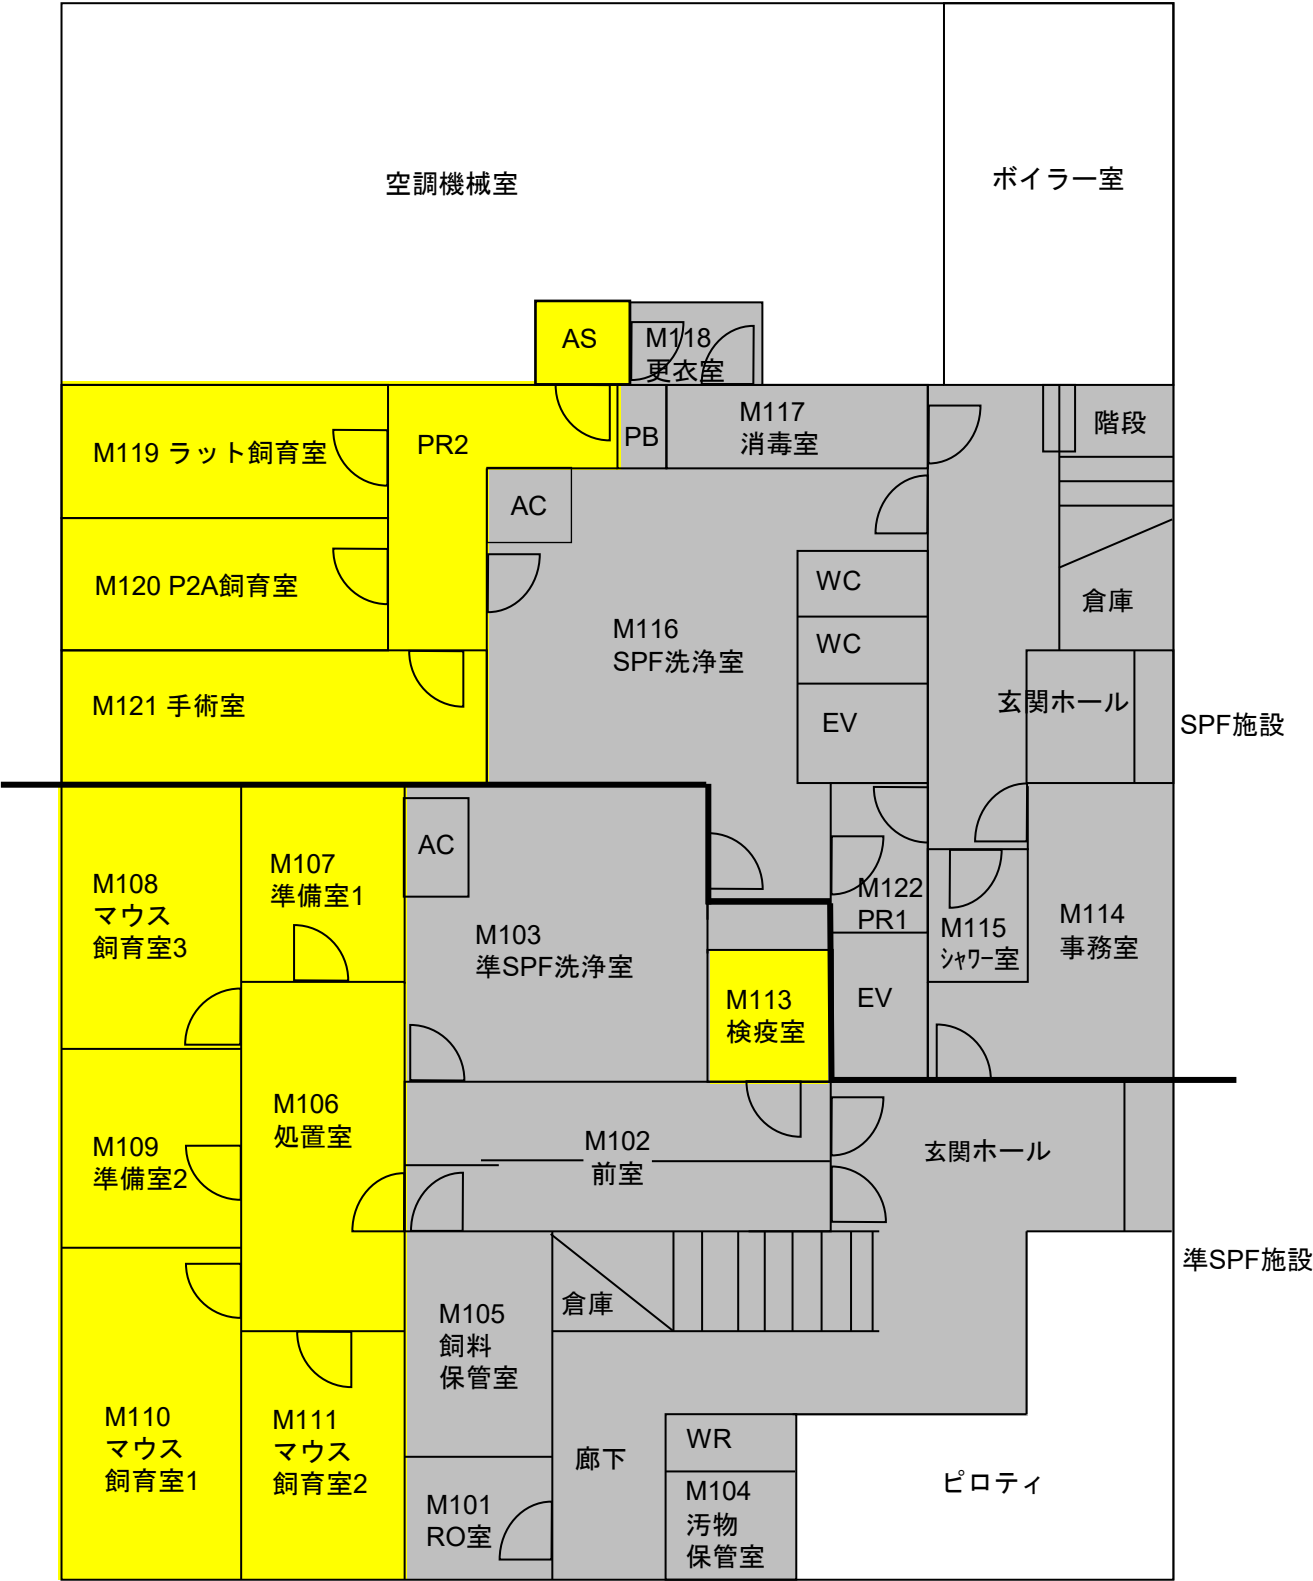 空調機械室
ボイラー室
AS
M118
更衣室
M119 ラット飼育室
PR2
PB
M117
消毒室
階段
AC
M120 P2A飼育室
WC
倉庫
M116
SPF洗浄室
WC
M121 手術室
EV
玄関ホール
SPF施設
M108
マウス
飼育室3
M107
準備室1
AC
M103
準SPF洗浄室
M122
PR1
M115
ｼｬﾜｰ室
M114
事務室
M113
検疫室
EV
M109
準備室2
M106
処置室
M102
前室
玄関ホール
準SPF施設
M105
飼料
保管室
倉庫
M110
マウス
飼育室1
M111
マウス
飼育室2
M101
RO室
廊下
WR
M104
汚物
保管室
ピロティ